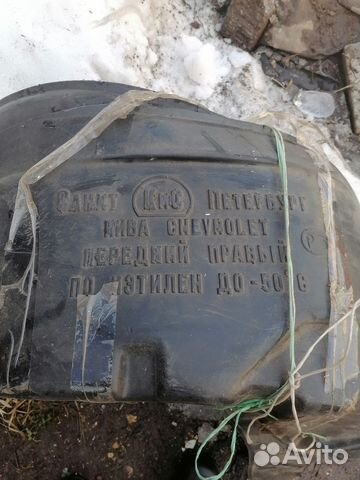 Санкт КиС Петербург
НИВА CHEVROLET
ПЕРЕДНИЙ ПРАВЫЙ
ПОЛИЭТИЛЕН ДО -50°С
Avito